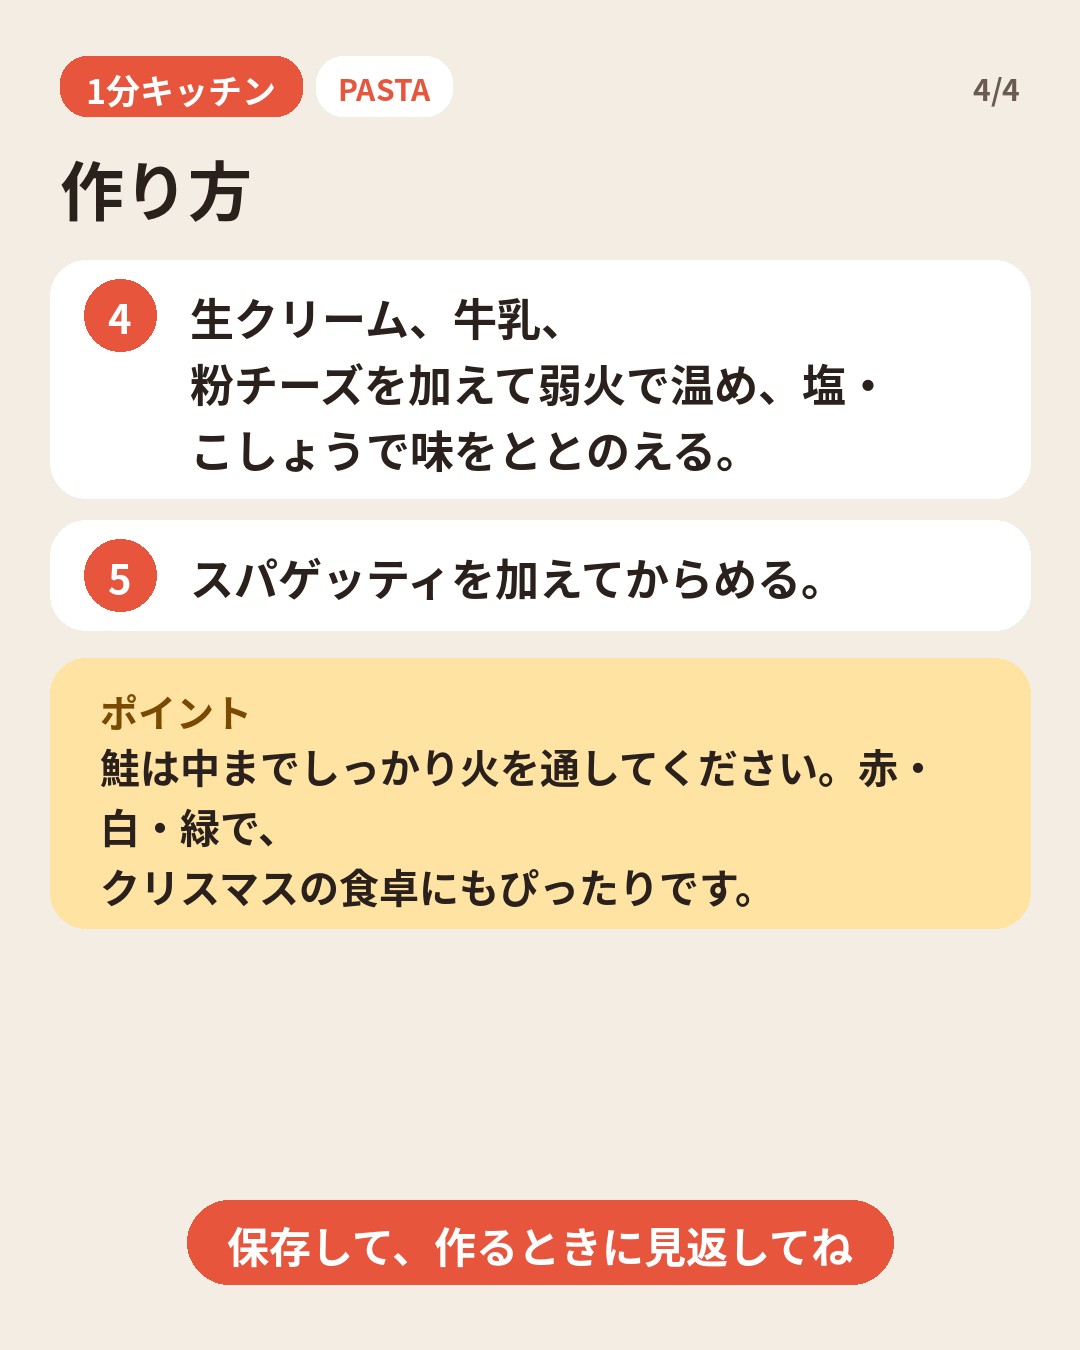 1分キッチン PASTA 4/4
作り方
4 生クリーム、牛乳、
粉チーズを加えて弱火で温め、塩・
こしょうで味をととのえる。
5 スパゲッティを加えてからめる。
ポイント
鮭は中までしっかり火を通してください。赤・
白・緑で、
クリスマスの食卓にもぴったりです。
保存して、作るときに見返してね